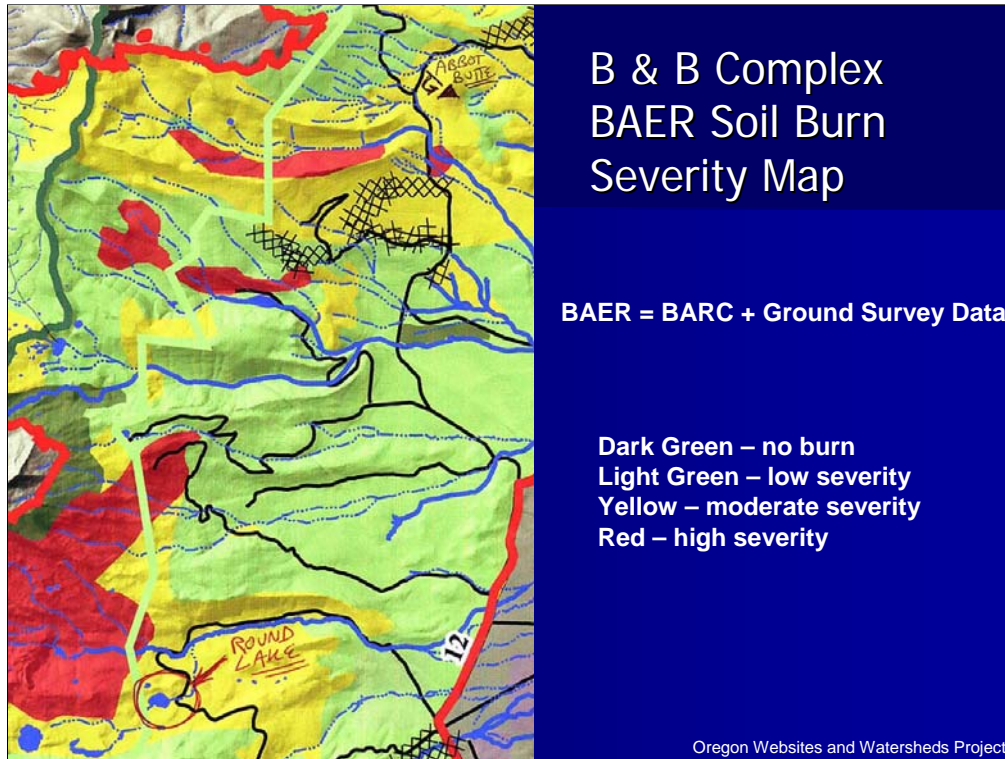 ABBOT
BUTTE
12
ROUND
LAKE
B & B Complex
BAER Soil Burn
Severity Map
BAER = BARC + Ground Survey Data
Dark Green – no burn
Light Green – low severity
Yellow – moderate severity
Red – high severity
Oregon Websites and Watersheds Project